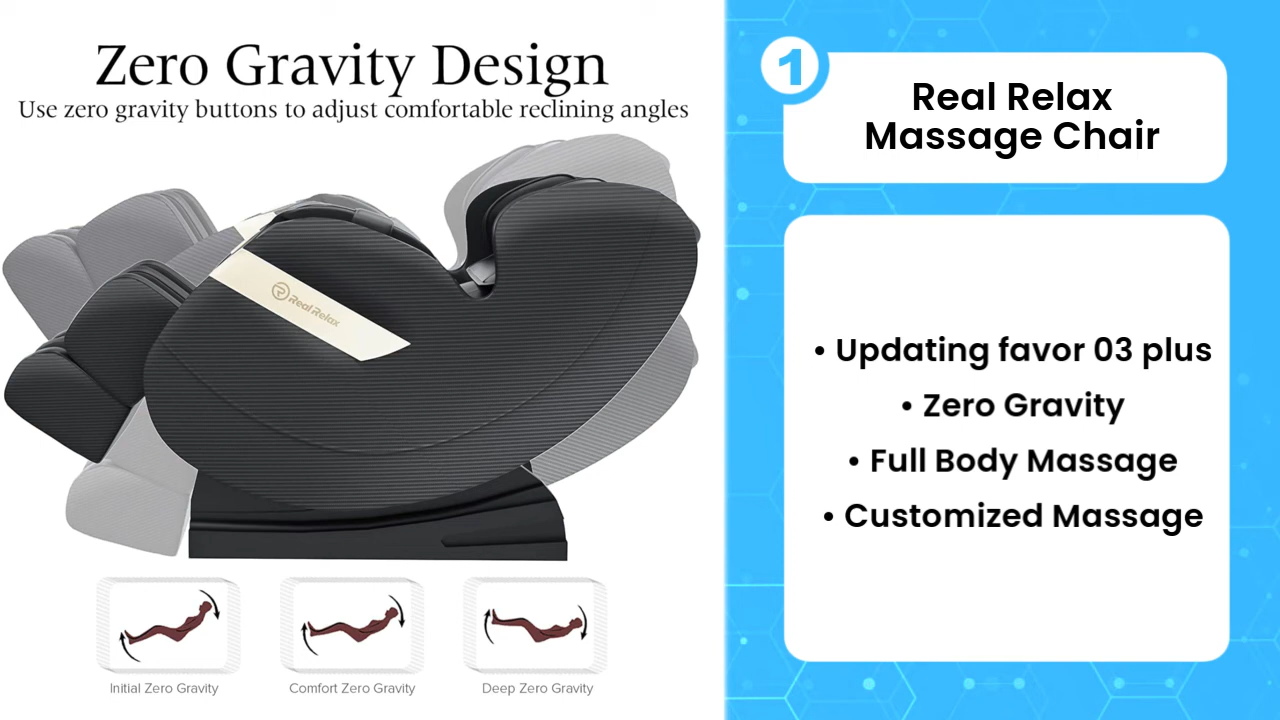 Zero Gravity Design
Use zero gravity buttons to adjust comfortable reclining angles
Real Relax
Initial Zero Gravity
Comfort Zero Gravity
Deep Zero Gravity
1
Real Relax
Massage Chair
• Updating favor 03 plus
• Zero Gravity
• Full Body Massage
• Customized Massage